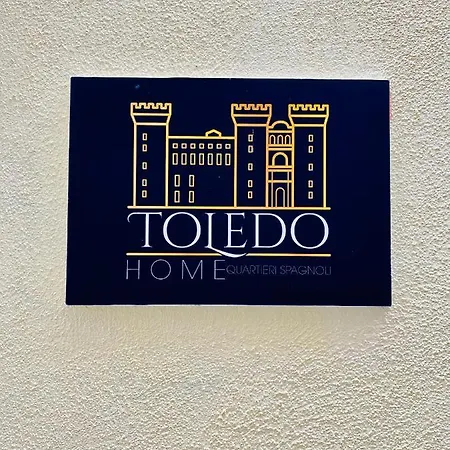 TOLEDO
HOME QUARTIERI SPAGNOLI